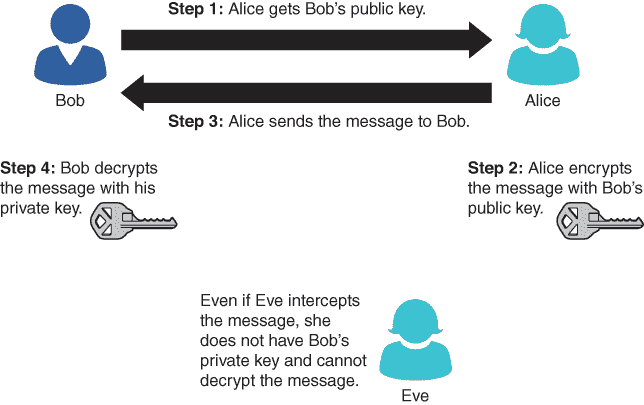 Step 1: Alice gets Bob's public key.
Bob
Alice
Step 3: Alice sends the message to Bob.
Step 4: Bob decrypts
the message with his
private key.
Step 2: Alice encrypts
the message with Bob's
public key.
Even if Eve intercepts
the message, she
does not have Bob's
private key and cannot
decrypt the message.
Eve